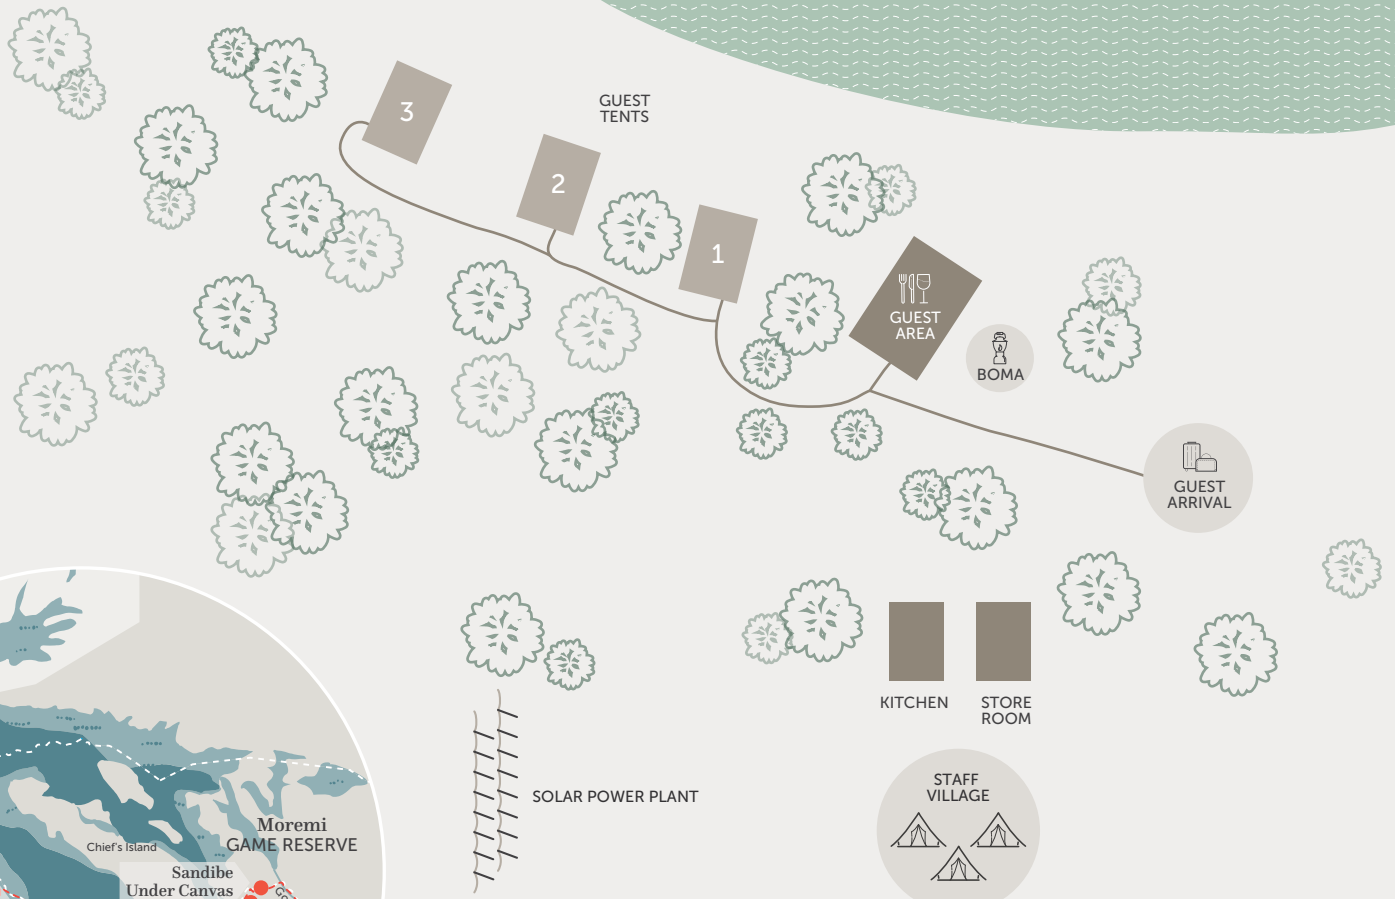 GUEST
TENTS
3
2
1
GUEST
AREA
BOMA
GUEST
ARRIVAL
KITCHEN
STORE
ROOM
SOLAR POWER PLANT
STAFF
VILLAGE
Moremi
GAME RESERVE
Chief's Island
Sandibe
Under Canvas